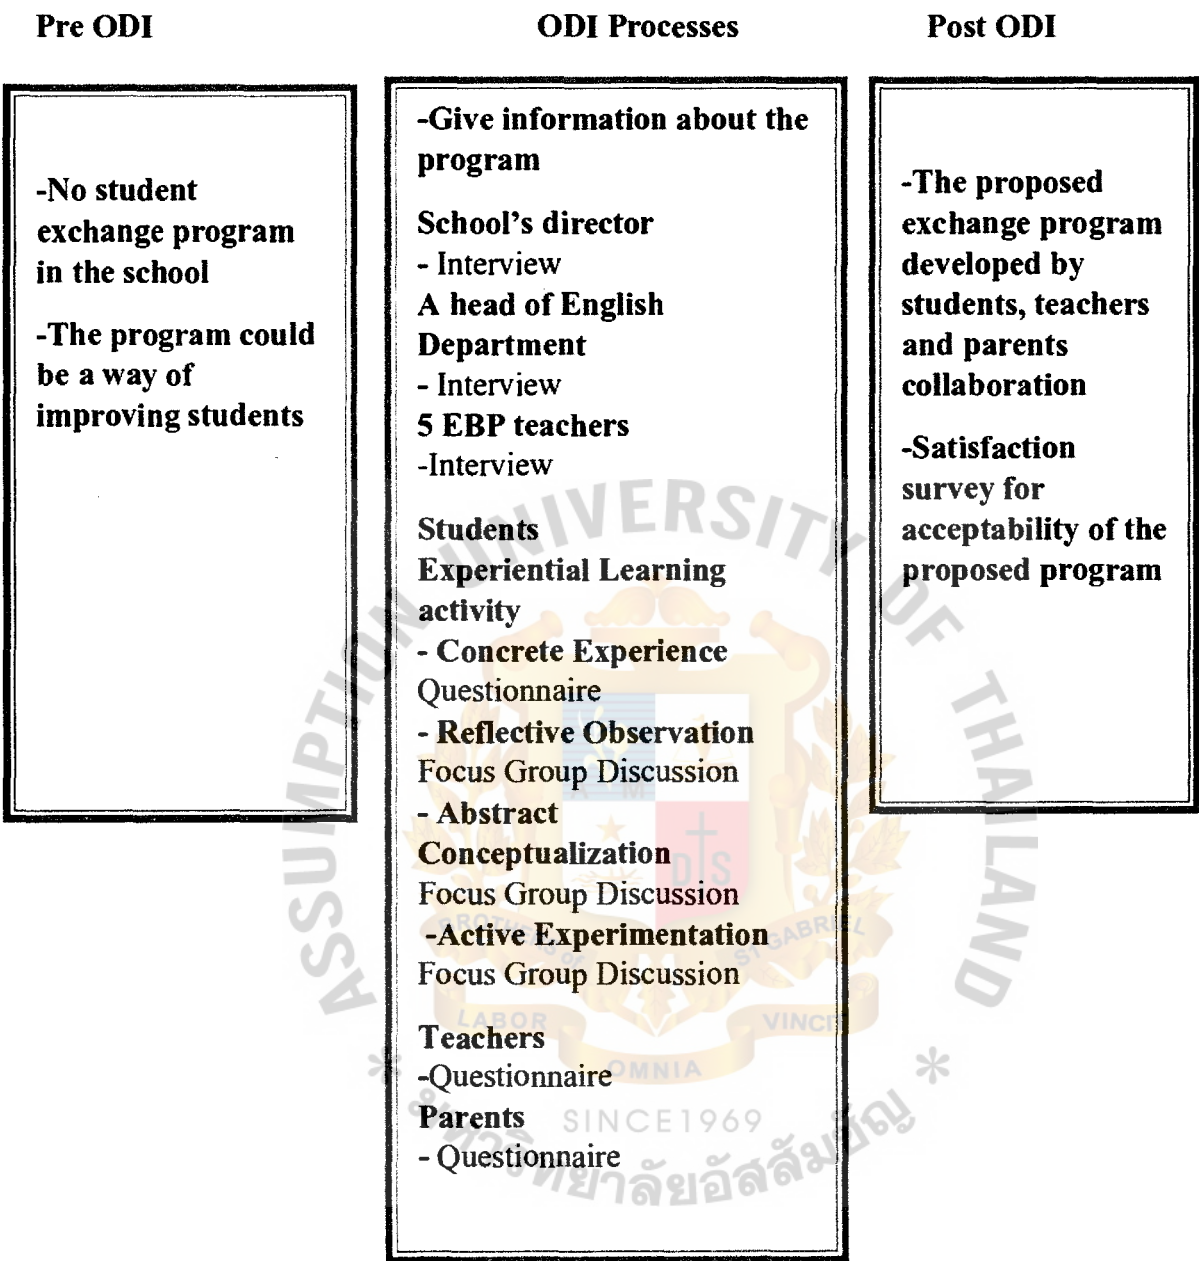 Pre ODI
ODI Processes
Post ODI
-No student
exchange program
in the school
-The program could
be a way of
improving students
-Give information about the
program
School's director
- Interview
A head of English
Department
- Interview
5 EBP teachers
-Interview
Students
Experiential Learning
activity
- Concrete Experience
Questionnaire
- Reflective Observation
Focus Group Discussion
- Abstract
Conceptualization
Focus Group Discussion
-Active Experimentation
Focus Group Discussion
Teachers
-Questionnaire
Parents
- Questionnaire
-The proposed
exchange program
developed by
students, teachers
and parents
collaboration
-Satisfaction
survey for
acceptability of the
proposed program
ASSUMPTION UNIVERSITY OF THAILAND
A M
D S
BROTHERS OF ST GABRIEL
LABOR
OMNIA
VINCIT
SINCE1969